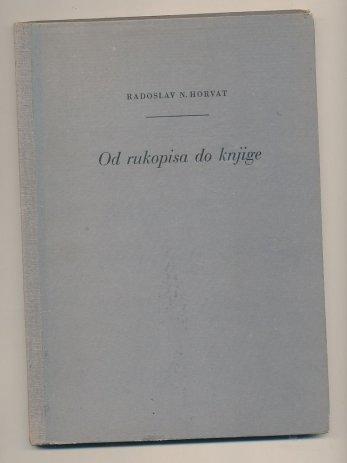 RADOSLAV N. HORVAT
Od rukopisa do knjige